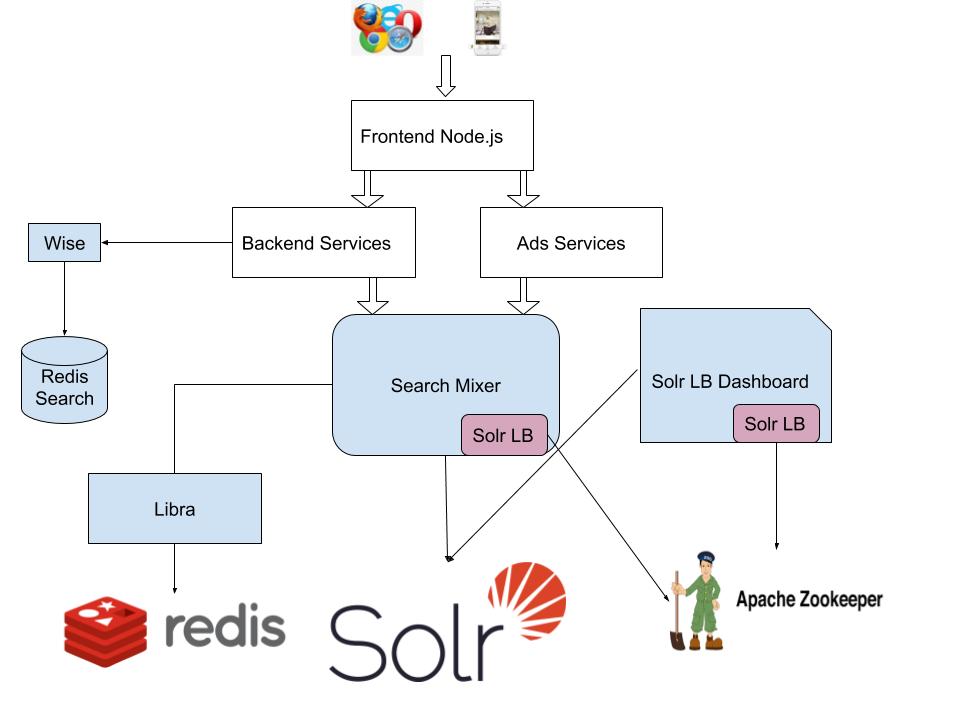 Frontend Node.js
Wise
Backend Services
Ads Services
Redis
Search
Search Mixer
Solr LB
Solr LB Dashboard
Solr LB
Libra
redis
Solr
Apache Zookeeper